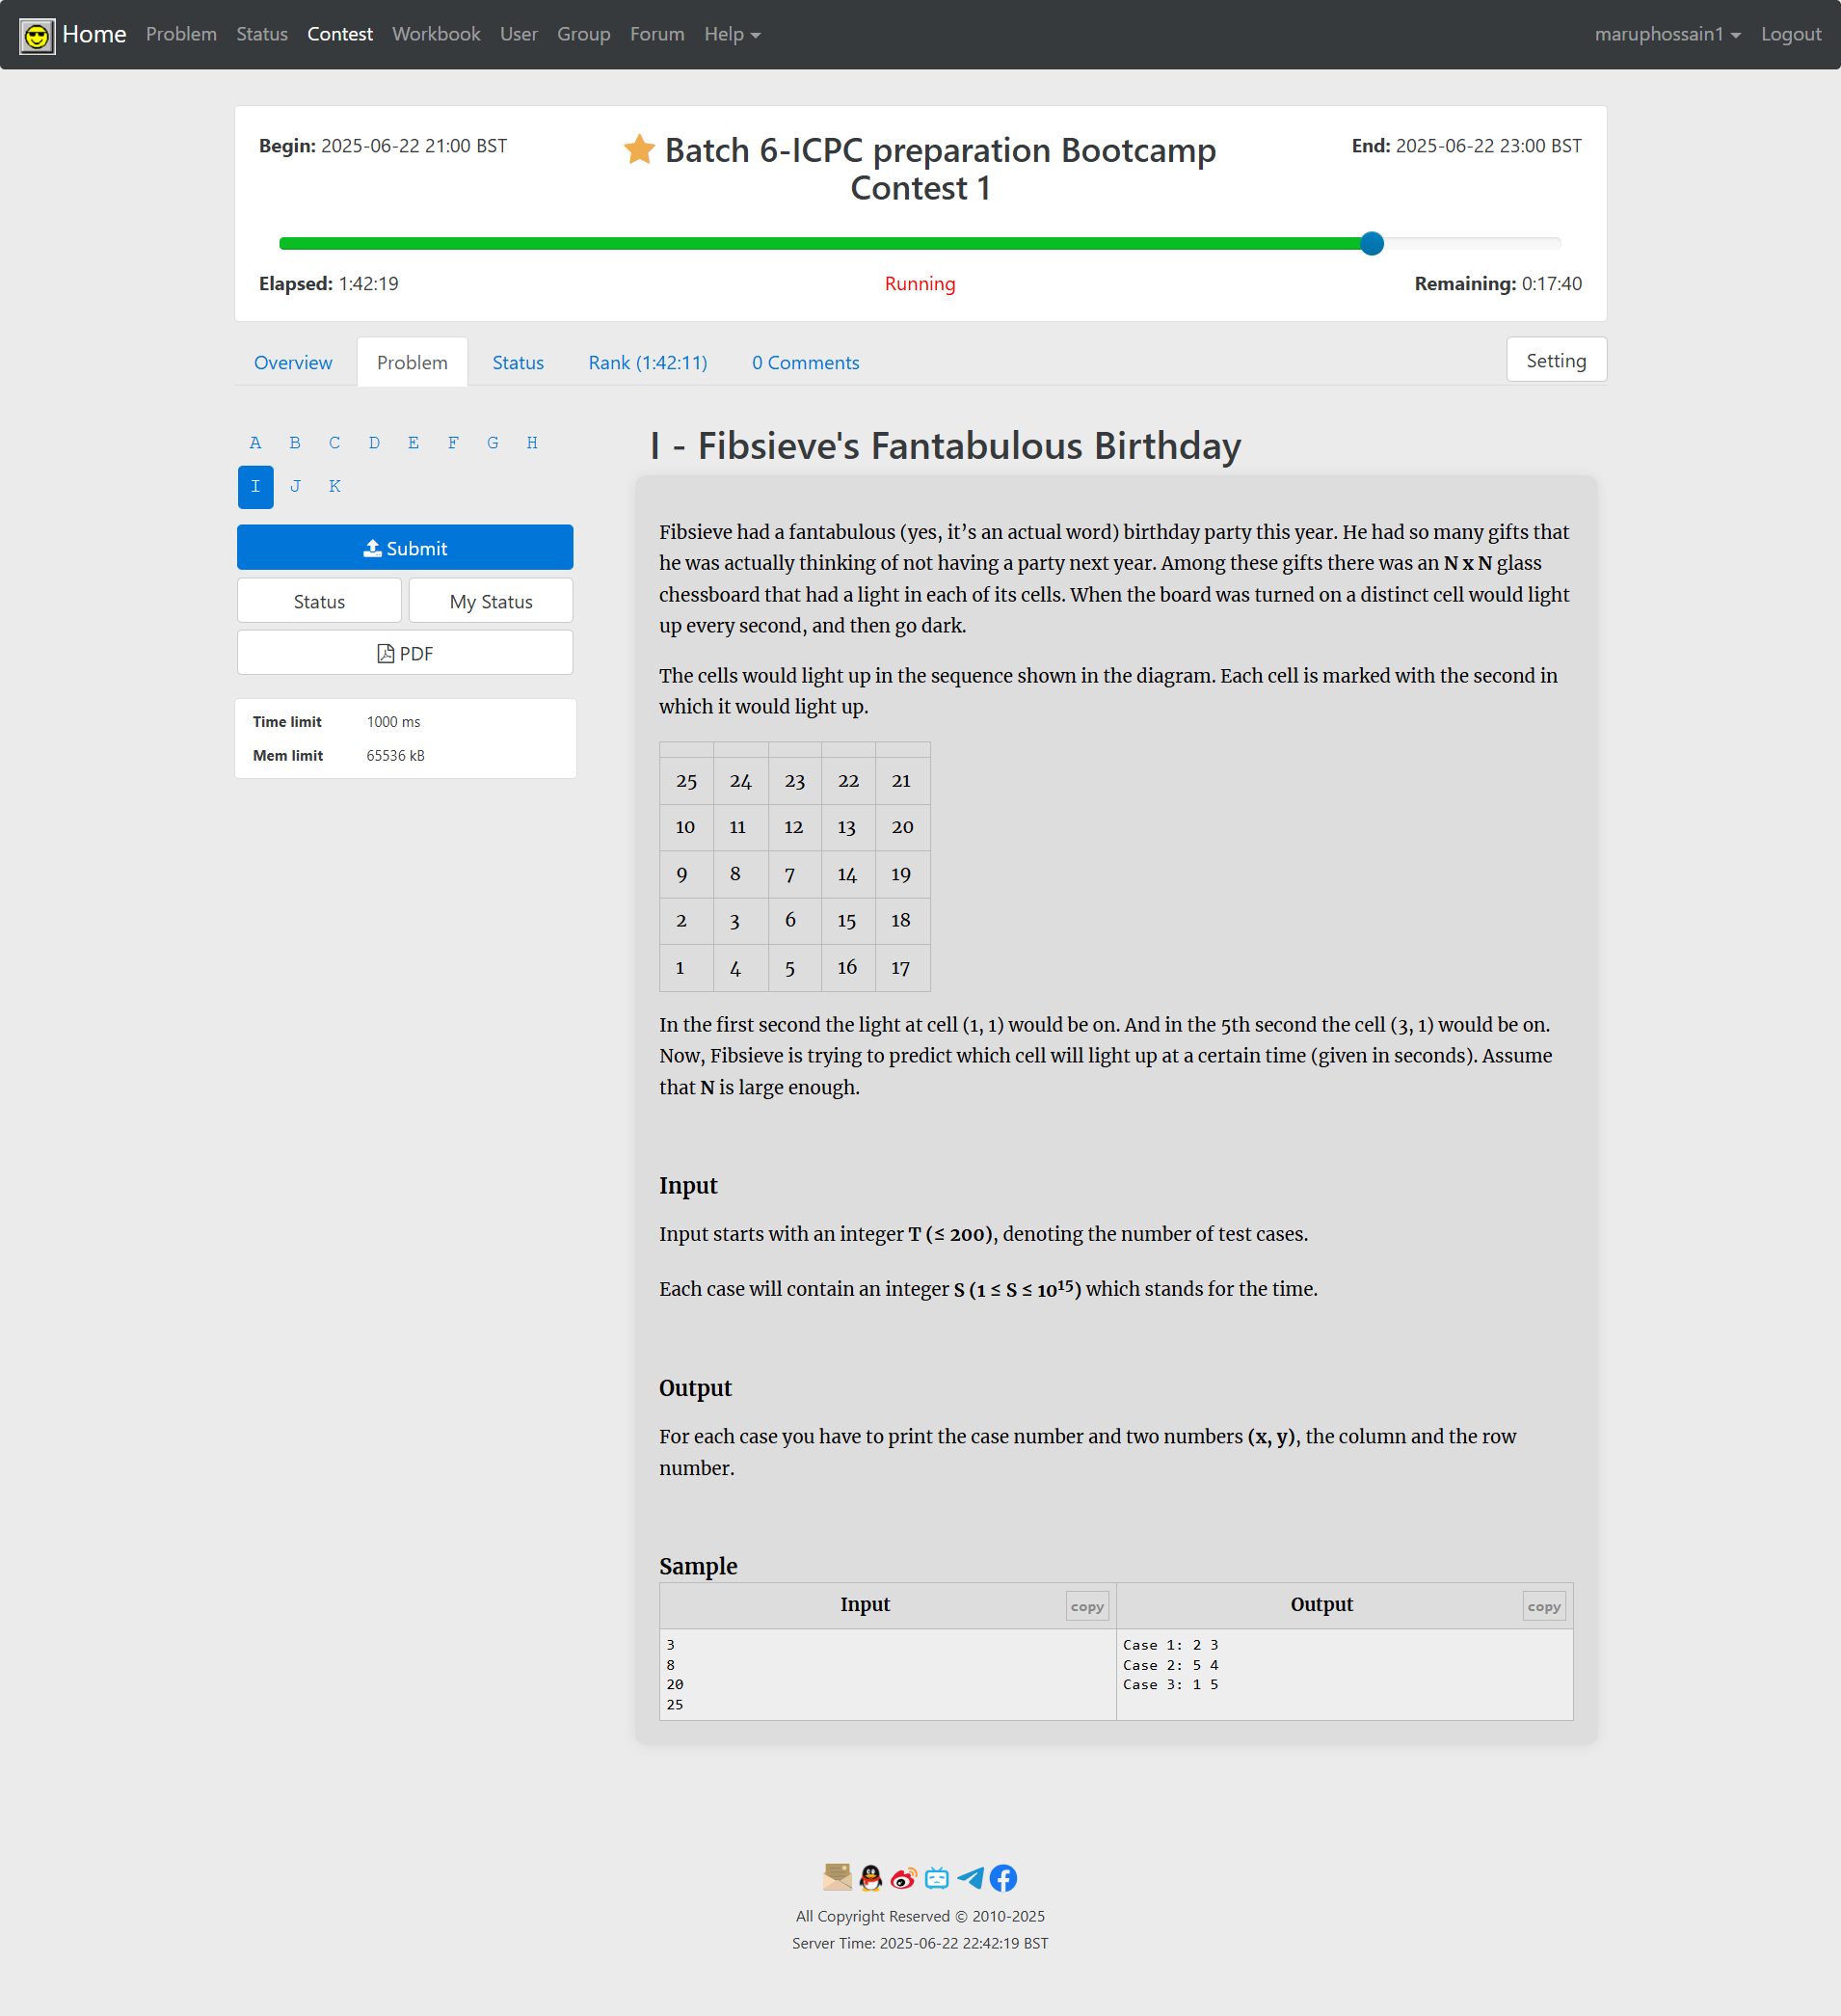 Home Problem Status Contest Workbook User Group Forum Help maruphossain1 Logout
Begin: 2025-06-22 21:00 BST
Batch 6-ICPC preparation Bootcamp
Contest 1
End: 2025-06-22 23:00 BST
Elapsed: 1:42:19
Running
Remaining: 0:17:40
Overview Problem Status Rank (1:42:11) 0 Comments Setting
A B C D E F G H
I J K
Submit
Status My Status
PDF
Time limit 1000 ms
Mem limit 65536 kB
I - Fibsieve's Fantabulous Birthday
Fibsieve had a fantabulous (yes, it’s an actual word) birthday party this year. He had so many gifts that
he was actually thinking of not having a party next year. Among these gifts there was an N x N glass
chessboard that had a light in each of its cells. When the board was turned on a distinct cell would light
up every second, and then go dark.
The cells would light up in the sequence shown in the diagram. Each cell is marked with the second in
which it would light up.
25 24 23 22 21
10 11 12 13 20
9 8 7 14 19
2 3 6 15 18
1 4 5 16 17
In the first second the light at cell (1, 1) would be on. And in the 5th second the cell (3, 1) would be on.
Now, Fibsieve is trying to predict which cell will light up at a certain time (given in seconds). Assume
that N is large enough.
Input
Input starts with an integer T (≤ 200), denoting the number of test cases.
Each case will contain an integer S (1 ≤ S ≤ 10¹⁵) which stands for the time.
Output
For each case you have to print the case number and two numbers (x, y), the column and the row
number.
Sample
Input copy Output copy
3
8
20
25
Case 1: 2 3
Case 2: 5 4
Case 3: 1 5
All Copyright Reserved © 2010-2025
Server Time: 2025-06-22 22:42:19 BST